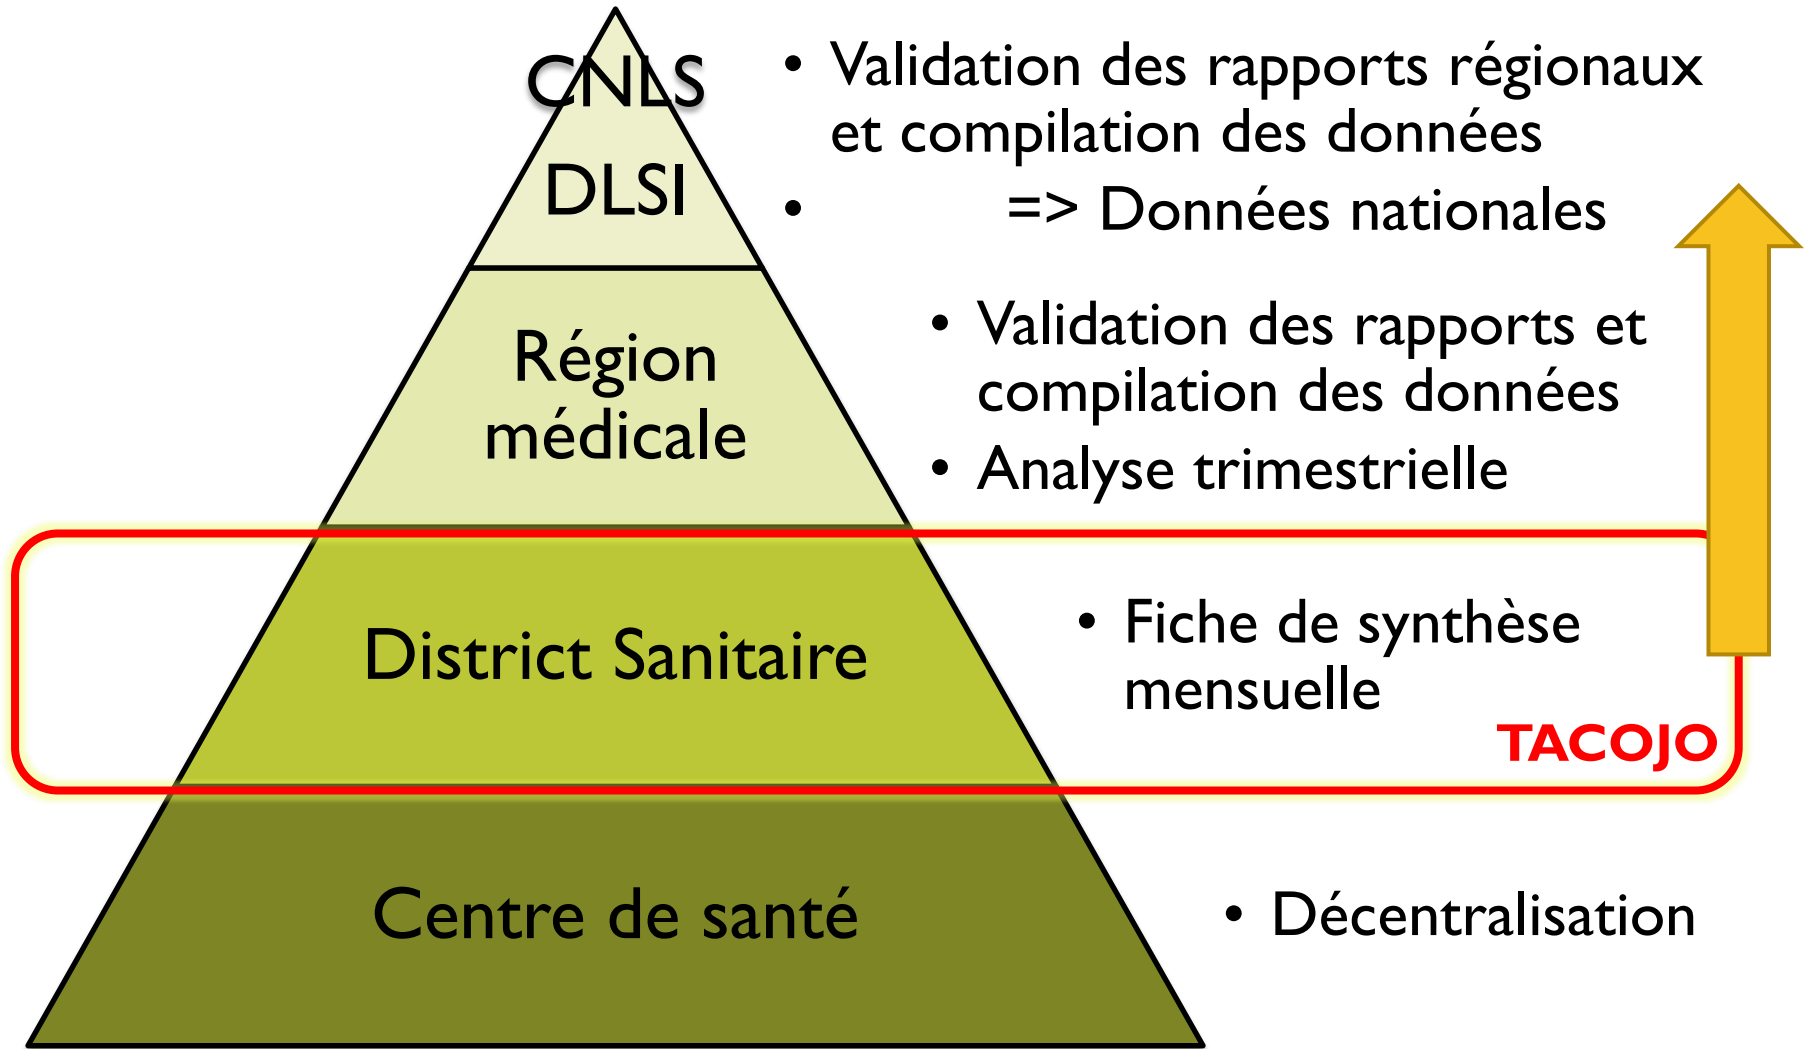 CNLS
DLSI
• Validation des rapports régionaux
et compilation des données
• => Données nationales
Région
médicale
• Validation des rapports et
compilation des données
• Analyse trimestrielle
District Sanitaire
• Fiche de synthèse
mensuelle
TACOJO
Centre de santé
• Décentralisation